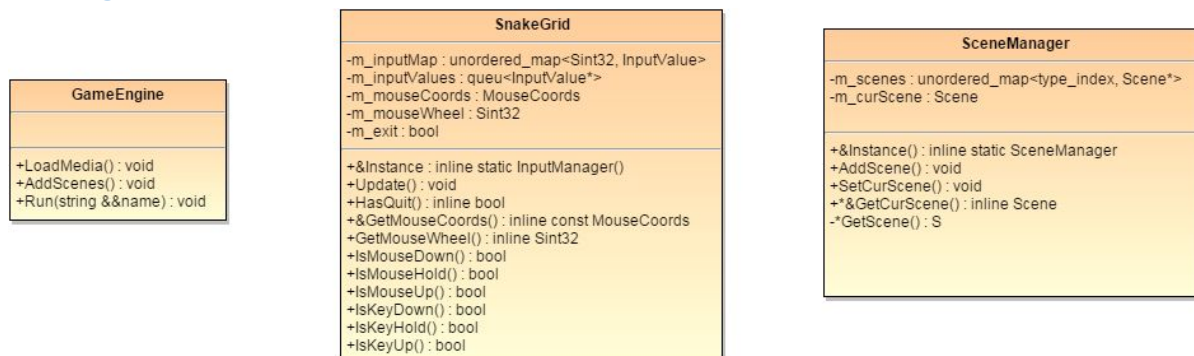 GameEngine
+LoadMedia() : void
+AddScenes() : void
+Run(string &&name) : void
SnakeGrid
-m_inputMap : unordered_map<Sint32, InputValue>
-m_inputValues : queu<InputValue*>
-m_mouseCoords : MouseCoords
-m_mouseWheel : Sint32
-m_exit : bool
+&Instance : inline static InputManager()
+Update() : void
+HasQuit() : inline bool
+&GetMouseCoords() : inline const MouseCoords
+GetMouseWheel() : inline Sint32
+IsMouseDown() : bool
+IsMouseHold() : bool
+IsMouseUp() : bool
+IsKeyDown() : bool
+IsKeyHold() : bool
+IsKeyUp() : bool
SceneManager
-m_scenes : unordered_map<type_index, Scene*>
-m_curScene : Scene
+&Instance() : inline static SceneManager
+AddScene() : void
+SetCurScene() : void
+*&GetCurScene() : inline Scene
-*GetScene() : S